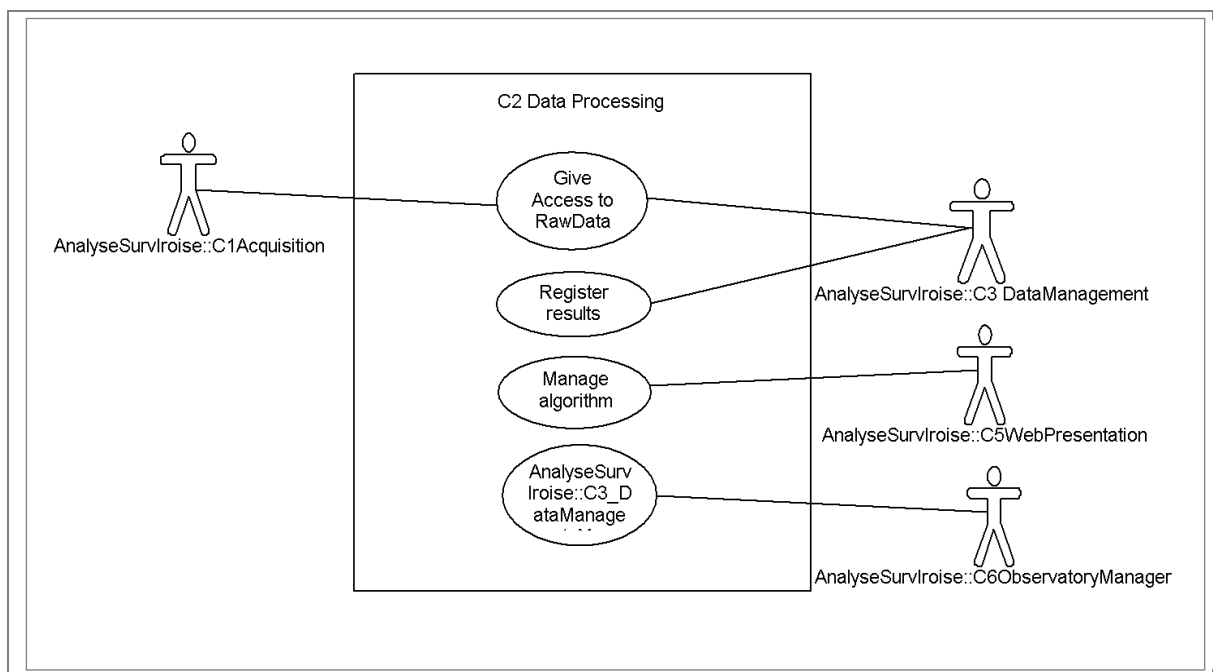 C2 Data Processing
Give
Access to
RawData
AnalyseSurvIroise::C1Acquisition
Register
results
AnalyseSurvIroise::C3 DataManagement
Manage
algorithm
AnalyseSurvIroise::C5WebPresentation
AnalyseSurv
Iroise::C3_D
ataManage
AnalyseSurvIroise::C6ObservatoryManager